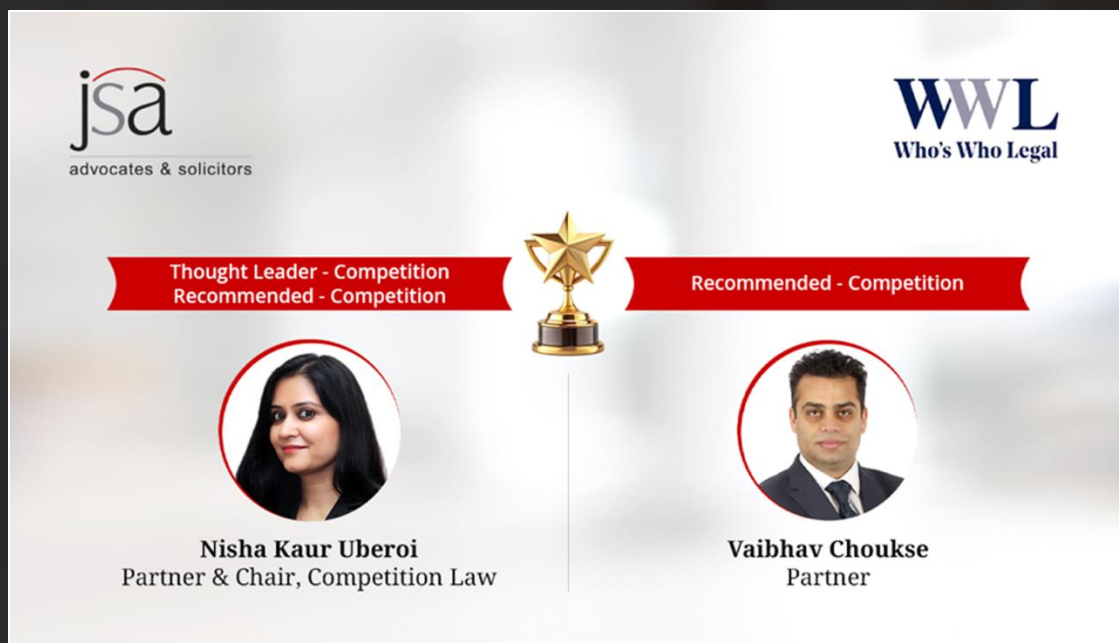 jsa
advocates & solicitors
WWL
Who's Who Legal
Thought Leader - Competition
Recommended - Competition
Recommended - Competition
Nisha Kaur Uberoi
Partner & Chair, Competition Law
Vaibhav Choukse
Partner